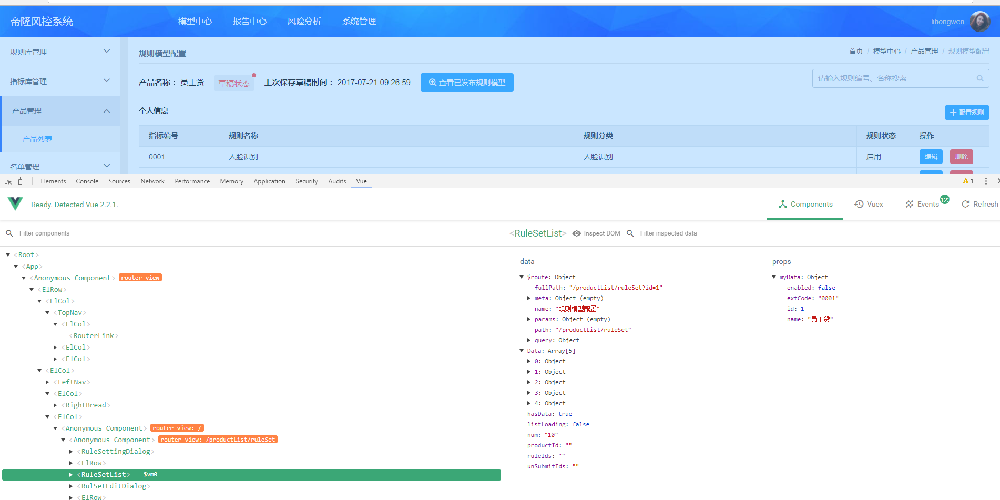 帝隆风控系统 模型中心 报告中心 风险分析 系统管理 lihongwen
规则库管理
指标库管理
产品管理
产品列表
名单管理
规则模型配置 首页 / 模型中心 / 产品管理 / 规则模型配置
产品名称： 员工贷 草稿状态 上次保存草稿时间： 2017-07-21 09:26:59 查看已发布规则模型 请输入规则编号、名称搜索
个人信息 配置规则
指标编号 规则名称 规则分类 规则状态 操作
0001 人脸识别 人脸识别 启用 编辑 删除
Elements Console Sources Network Performance Memory Application Security Audits Vue 1
Ready. Detected Vue 2.2.1. Components Vuex Events 123 Refresh
Filter components
<Root>
<App>
<Anonymous Component> router-view
<ElRow>
<ElCol>
<TopNav>
<ElCol>
<RouterLink>
<ElCol>
<ElCol>
<ElCol>
<LeftNav>
<ElCol>
<RightBread>
<ElCol>
<Anonymous Component> router-view: /
<Anonymous Component> router-view: /productList/ruleSet
<RuleSettingDialog>
<ElRow>
<RuleSetList> == $vm0
<RulSetEditDialog>
<ElRow>
<RuleSetList> Inspect DOM Filter inspected data
data
$route: Object
fullPath: "/productList/ruleSet?id=1"
meta: Object (empty)
name: "规则模型配置"
params: Object (empty)
path: "/productList/ruleSet"
query: Object
Data: Array[5]
0: Object
1: Object
2: Object
3: Object
4: Object
hasData: true
listLoading: false
num: "10"
productId: ""
ruleIds: ""
unSubmitIds: ""
props
myData: Object
enabled: false
extCode: "0001"
id: 1
name: "员工贷"